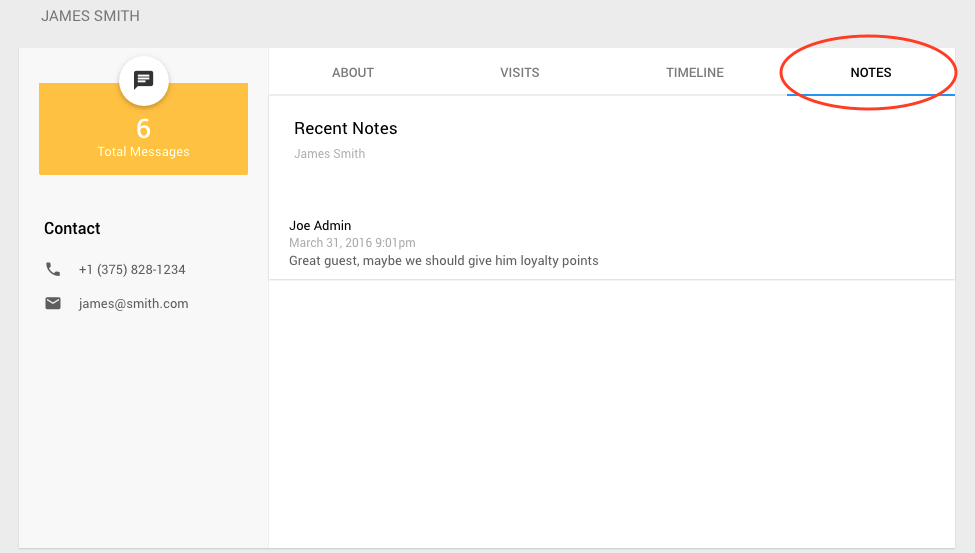 JAMES SMITH
6
Total Messages
Contact
+1 (375) 828-1234
james@smith.com
ABOUT VISITS TIMELINE NOTES
Recent Notes
James Smith
Joe Admin
March 31, 2016 9:01pm
Great guest, maybe we should give him loyalty points